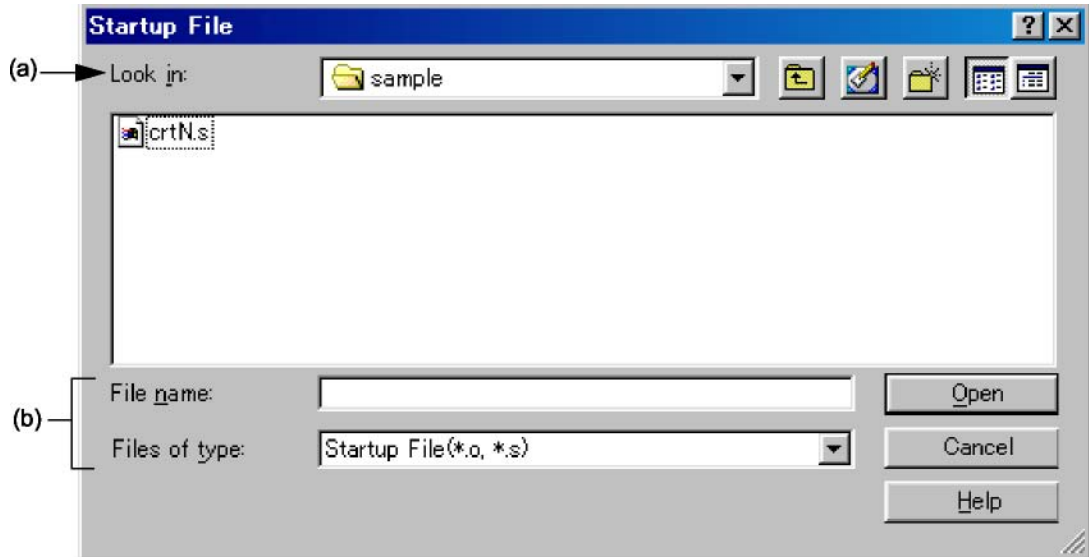 Startup File
(a) Look in: sample
crtN.s
(b)
File name: Open
Files of type: Startup File(*.o, *.s) Cancel
Help